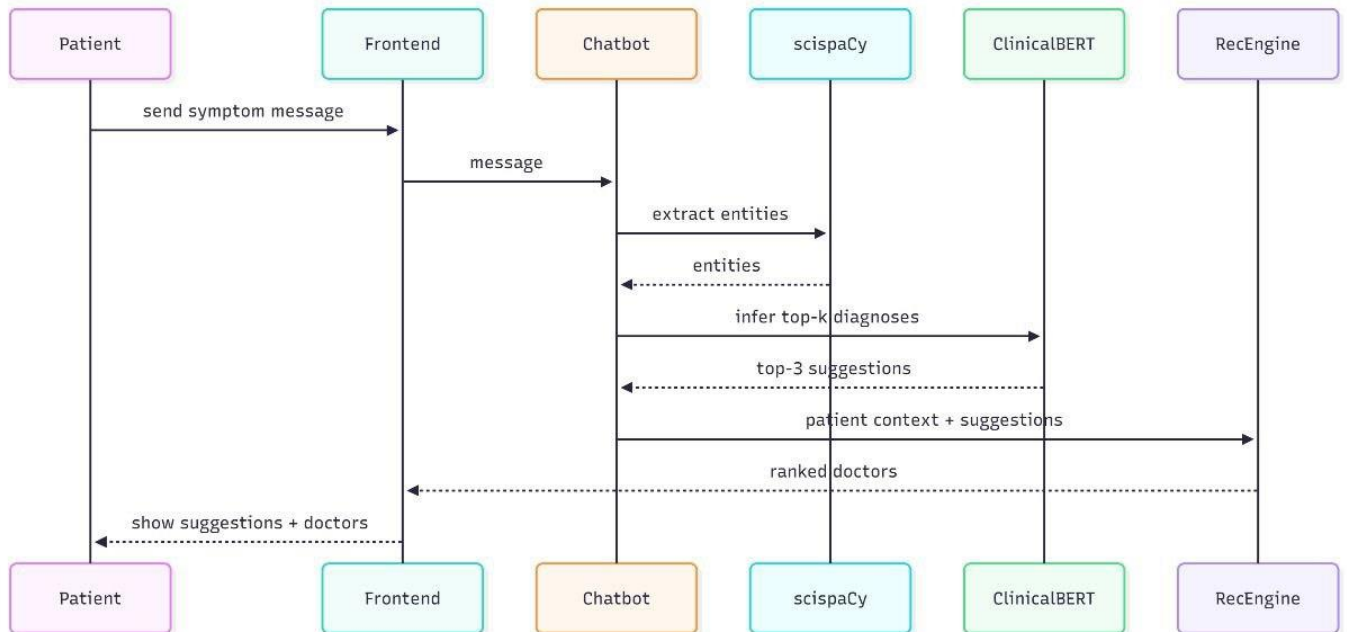 Patient
Frontend
Chatbot
scispaCy
ClinicalBERT
RecEngine
send symptom message
message
extract entities
entities
infer top-k diagnoses
top-3 suggestions
patient context + suggestions
ranked doctors
show suggestions + doctors
Patient
Frontend
Chatbot
scispaCy
ClinicalBERT
RecEngine